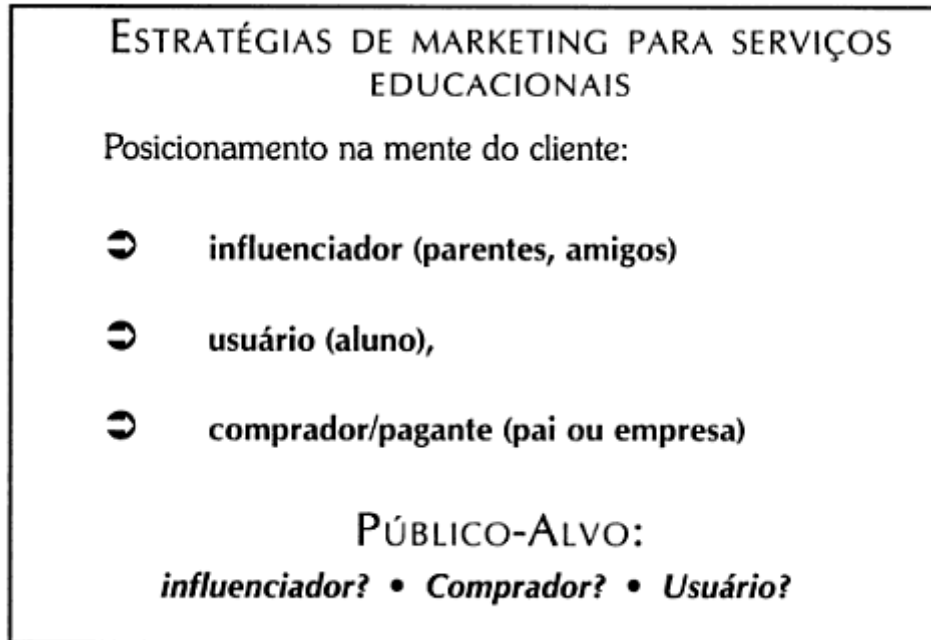 ESTRATÉGIAS DE MARKETING PARA SERVIÇOS
EDUCACIONAIS
Posicionamento na mente do cliente:
➲ influenciador (parentes, amigos)
➲ usuário (aluno),
➲ comprador/pagante (pai ou empresa)
PÚBLICO-ALVO:
influenciador? • Comprador? • Usuário?